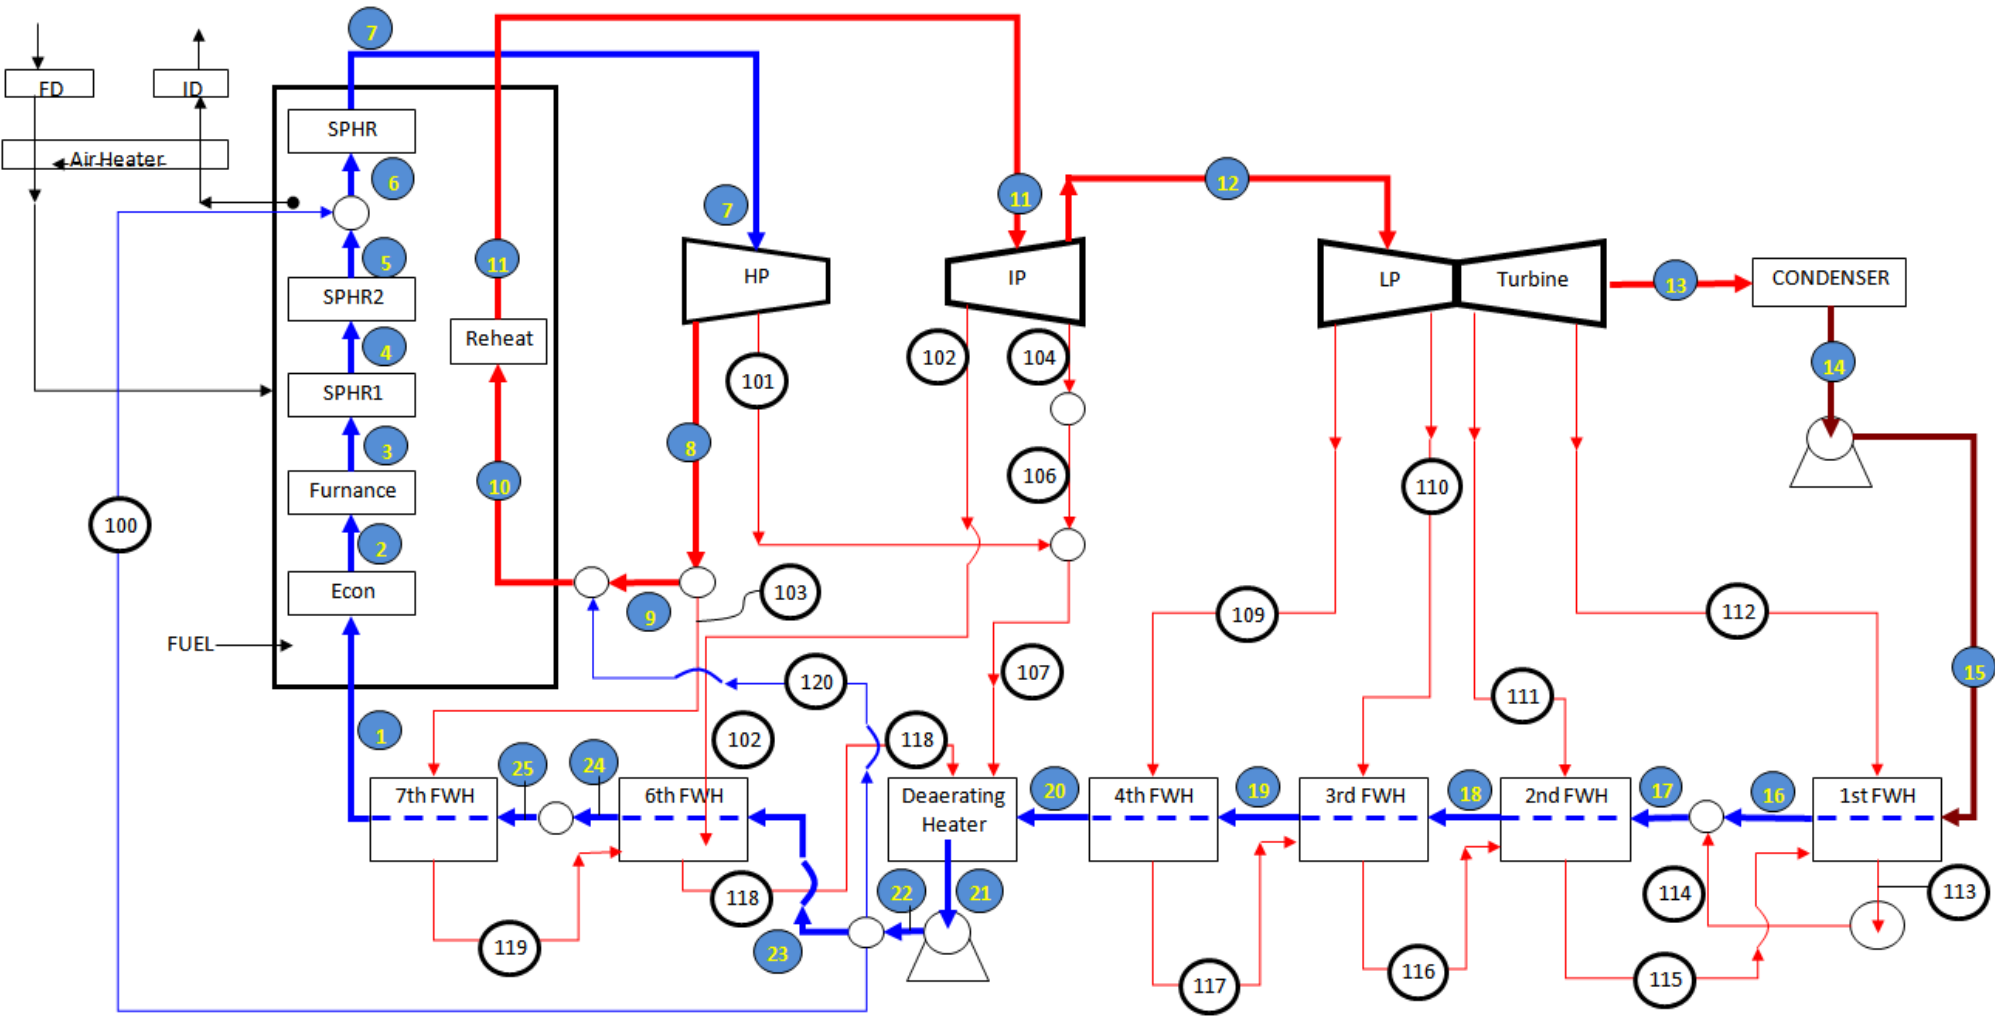 7
FD
ID
SPHR
Air Heater
6
12
7
11
11
5
HP
IP
LP
Turbine
13
CONDENSER
SPHR2
Reheat
4
102
104
14
SPHR1
101
3
8
10
106
110
Furnance
100
2
Econ
103
9
109
112
FUEL
107
15
120
111
1
102
118
25
24
20
19
18
17
16
7th FWH
6th FWH
Deaerating
Heater
4th FWH
3rd FWH
2nd FWH
1st FWH
118
22
21
114
113
119
23
117
116
115